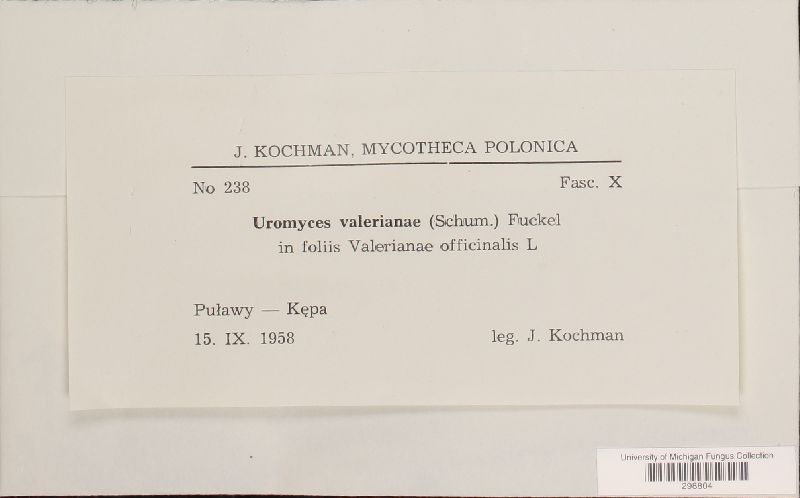 J. KOCHMAN, MYCOTHECA POLONICA
No 238 Fasc. X
Uromyces valerianae (Schum.) Fuckel
in foliis Valerianae officinalis L
Puławy — Kępa
15. IX. 1958 leg. J. Kochman
University of Michigan Fungus Collection
298804